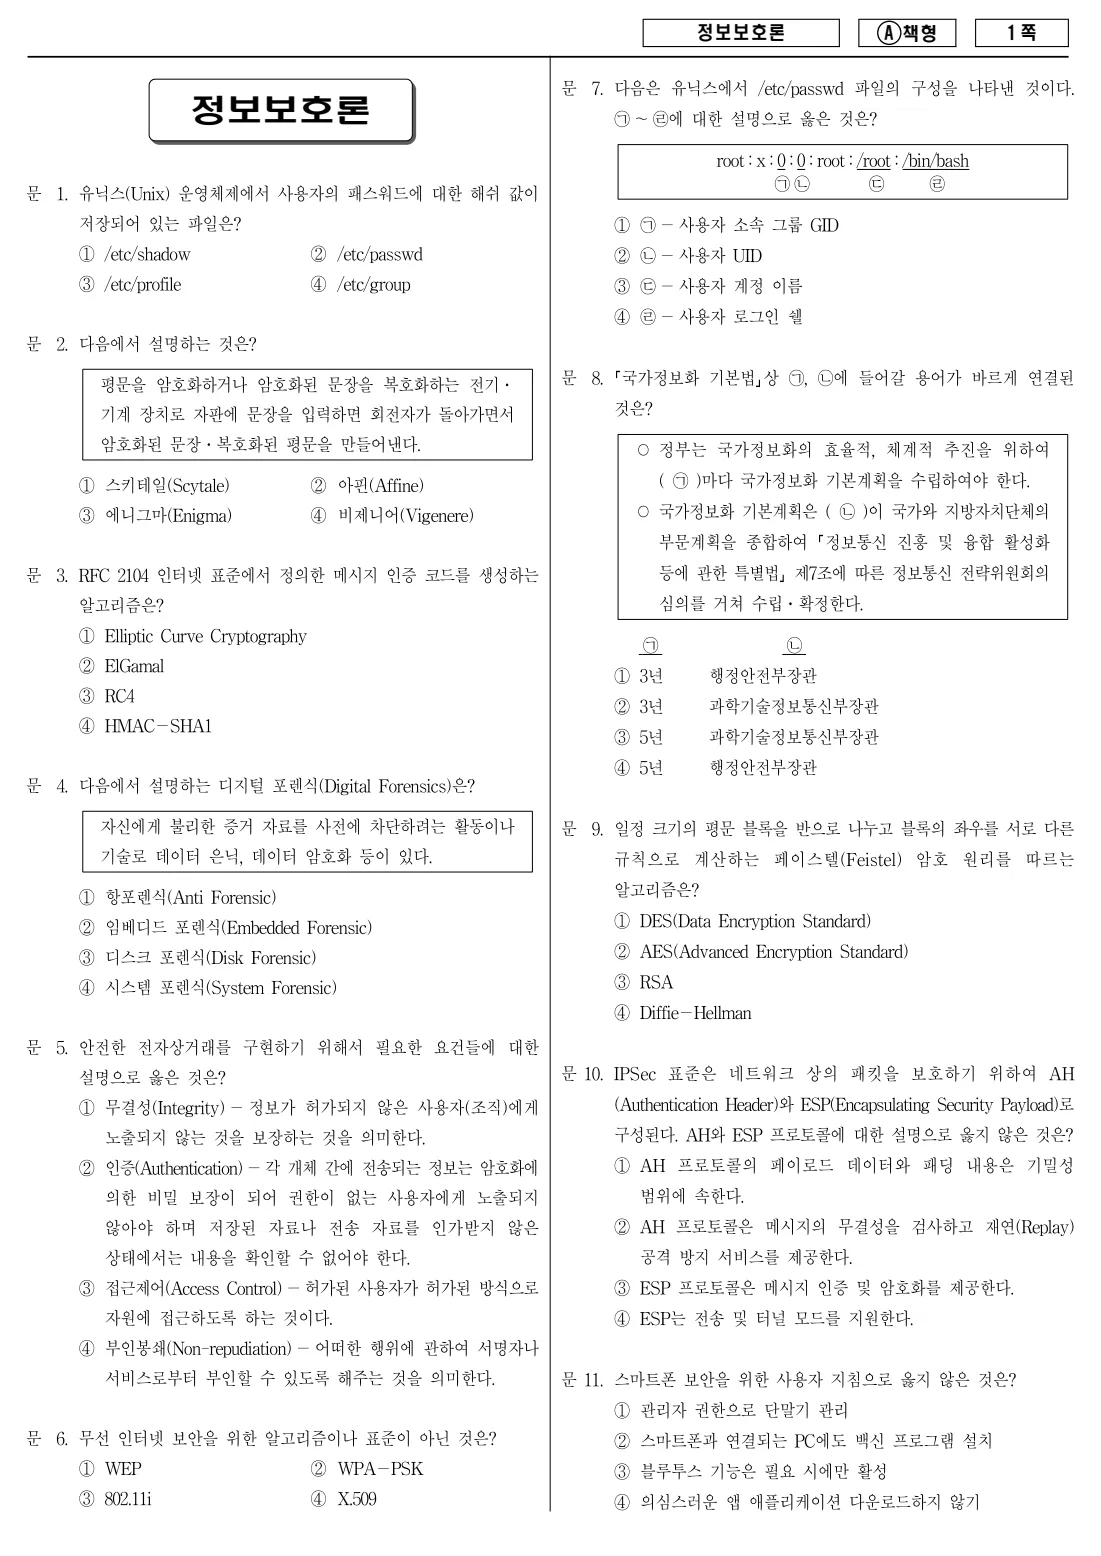 정보보호론
Ⓐ책형
1쪽
정보보호론
문 1. 유닉스(Unix) 운영체제에서 사용자의 패스워드에 대한 해쉬 값이
저장되어 있는 파일은?
① /etc/shadow ② /etc/passwd
③ /etc/profile ④ /etc/group
문 2. 다음에서 설명하는 것은?
평문을 암호화하거나 암호화된 문장을 복호화하는 전기·
기계 장치로 자판에 문장을 입력하면 회전자가 돌아가면서
암호화된 문장·복호화된 평문을 만들어낸다.
① 스키테일(Scytale) ② 아핀(Affine)
③ 에니그마(Enigma) ④ 비제니어(Vigenere)
문 3. RFC 2104 인터넷 표준에서 정의한 메시지 인증 코드를 생성하는
알고리즘은?
① Elliptic Curve Cryptography
② ElGamal
③ RC4
④ HMAC-SHA1
문 4. 다음에서 설명하는 디지털 포렌식(Digital Forensics)은?
자신에게 불리한 증거 자료를 사전에 차단하려는 활동이나
기술로 데이터 은닉, 데이터 암호화 등이 있다.
① 항포렌식(Anti Forensic)
② 임베디드 포렌식(Embedded Forensic)
③ 디스크 포렌식(Disk Forensic)
④ 시스템 포렌식(System Forensic)
문 5. 안전한 전자상거래를 구현하기 위해서 필요한 요건들에 대한
설명으로 옳은 것은?
① 무결성(Integrity) - 정보가 허가되지 않은 사용자(조직)에게
노출되지 않는 것을 보장하는 것을 의미한다.
② 인증(Authentication) - 각 개체 간에 전송되는 정보는 암호화에
의한 비밀 보장이 되어 권한이 없는 사용자에게 노출되지
않아야 하며 저장된 자료나 전송 자료를 인가받지 않은
상태에서는 내용을 확인할 수 없어야 한다.
③ 접근제어(Access Control) - 허가된 사용자가 허가된 방식으로
자원에 접근하도록 하는 것이다.
④ 부인봉쇄(Non-repudiation) - 어떠한 행위에 관하여 서명자나
서비스로부터 부인할 수 있도록 해주는 것을 의미한다.
문 6. 무선 인터넷 보안을 위한 알고리즘이나 표준이 아닌 것은?
① WEP ② WPA-PSK
③ 802.11i ④ X.509
문 7. 다음은 유닉스에서 /etc/passwd 파일의 구성을 나타낸 것이다.
㉠ ~ ㉣에 대한 설명으로 옳은 것은?
root : x : 0 : 0 : root : /root : /bin/bash
㉠ ㉡ ㉢ ㉣
① ㉠ - 사용자 소속 그룹 GID
② ㉡ - 사용자 UID
③ ㉢ - 사용자 계정 이름
④ ㉣ - 사용자 로그인 쉘
문 8. 「국가정보화 기본법」상 ㉠, ㉡에 들어갈 용어가 바르게 연결된
것은?
○ 정부는 국가정보화의 효율적, 체계적 추진을 위하여
( ㉠ )마다 국가정보화 기본계획을 수립하여야 한다.
○ 국가정보화 기본계획은 ( ㉡ )이 국가와 지방자치단체의
부문계획을 종합하여 「정보통신 진흥 및 융합 활성화
등에 관한 특별법」 제7조에 따른 정보통신 전략위원회의
심의를 거쳐 수립·확정한다.
㉠ ㉡
① 3년 행정안전부장관
② 3년 과학기술정보통신부장관
③ 5년 과학기술정보통신부장관
④ 5년 행정안전부장관
문 9. 일정 크기의 평문 블록을 반으로 나누고 블록의 좌우를 서로 다른
규칙으로 계산하는 페이스텔(Feistel) 암호 원리를 따르는
알고리즘은?
① DES(Data Encryption Standard)
② AES(Advanced Encryption Standard)
③ RSA
④ Diffie-Hellman
문 10. IPSec 표준은 네트워크 상의 패킷을 보호하기 위하여 AH
(Authentication Header)와 ESP(Encapsulating Security Payload)로
구성된다. AH와 ESP 프로토콜에 대한 설명으로 옳지 않은 것은?
① AH 프로토콜의 페이로드 데이터와 패딩 내용은 기밀성
범위에 속한다.
② AH 프로토콜은 메시지의 무결성을 검사하고 재연(Replay)
공격 방지 서비스를 제공한다.
③ ESP 프로토콜은 메시지 인증 및 암호화를 제공한다.
④ ESP는 전송 및 터널 모드를 지원한다.
문 11. 스마트폰 보안을 위한 사용자 지침으로 옳지 않은 것은?
① 관리자 권한으로 단말기 관리
② 스마트폰과 연결되는 PC에도 백신 프로그램 설치
③ 블루투스 기능은 필요 시에만 활성
④ 의심스러운 앱 애플리케이션 다운로드하지 않기